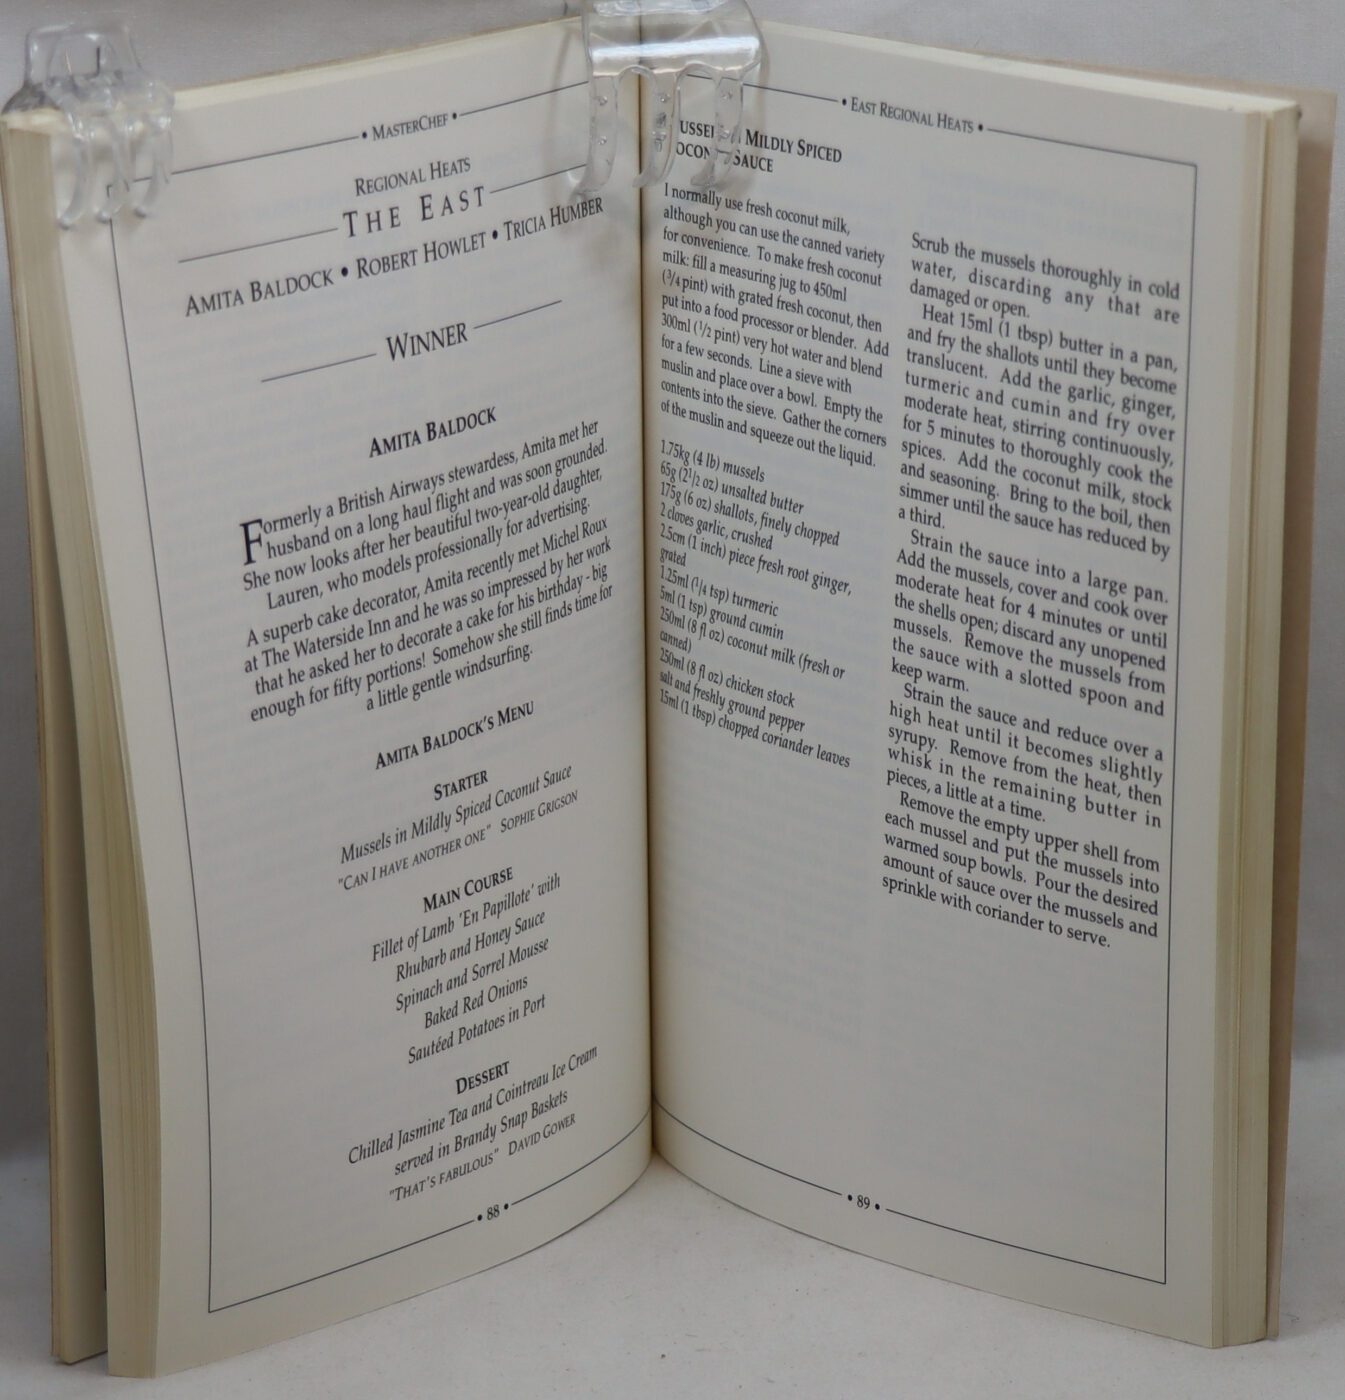 • MASTERCHEF •
REGIONAL HEATS
THE EAST
AMITA BALDOCK • ROBERT HOWLET • TRICIA HUMBER
WINNER
AMITA BALDOCK
Formerly a British Airways stewardess, Amita met her
husband on a long haul flight and was soon grounded.
She now looks after her beautiful two-year-old daughter,
Lauren, who models professionally for advertising.
A superb cake decorator, Amita recently met Michel Roux
at The Waterside Inn and he was so impressed by her work
that he asked her to decorate a cake for his birthday - big
enough for fifty portions! Somehow she still finds time for
a little gentle windsurfing.
AMITA BALDOCK'S MENU
STARTER
Mussels in Mildly Spiced Coconut Sauce
"CAN I HAVE ANOTHER ONE" SOPHIE GRIGSON
MAIN COURSE
Fillet of Lamb 'En Papillote' with
Rhubarb and Honey Sauce
Spinach and Sorrel Mousse
Baked Red Onions
Sautéed Potatoes in Port
DESSERT
Chilled Jasmine Tea and Cointreau Ice Cream
served in Brandy Snap Baskets
"THAT'S FABULOUS" DAVID GOWER
• 88 •
• EAST REGIONAL HEATS •
MILDLY SPICED
SAUCE
I normally use fresh coconut milk,
although you can use the canned variety
for convenience. To make fresh coconut
milk: fill a measuring jug to 450ml
(3/4 pint) with grated fresh coconut, then
put into a food processor or blender. Add
300ml (1/2 pint) very hot water and blend
for a few seconds. Line a sieve with
muslin and place over a bowl. Empty the
contents into the sieve. Gather the corners
of the muslin and squeeze out the liquid.
1.75kg (4 lb) mussels
65g (2 1/2 oz) unsalted butter
175g (6 oz) shallots, finely chopped
2 cloves garlic, crushed
2.5cm (1 inch) piece fresh root ginger,
grated
1.25ml (1/4 tsp) turmeric
5ml (1 tsp) ground cumin
250ml (8 fl oz) coconut milk (fresh or
canned)
250ml (8 fl oz) chicken stock
salt and freshly ground pepper
15ml (1 tbsp) chopped coriander leaves
Scrub the mussels thoroughly in cold
water, discarding any that are
damaged or open.
Heat 15ml (1 tbsp) butter in a pan,
and fry the shallots until they become
translucent. Add the garlic, ginger,
turmeric and cumin and fry over
moderate heat, stirring continuously,
for 5 minutes to thoroughly cook the
spices. Add the coconut milk, stock
and seasoning. Bring to the boil, then
simmer until the sauce has reduced by
a third.
Strain the sauce into a large pan.
Add the mussels, cover and cook over
moderate heat for 4 minutes or until
the shells open; discard any unopened
mussels. Remove the mussels from
the sauce with a slotted spoon and
keep warm.
Strain the sauce and reduce over a
high heat until it becomes slightly
syrupy. Remove from the heat, then
whisk in the remaining butter in
pieces, a little at a time.
Remove the empty upper shell from
each mussel and put the mussels into
warmed soup bowls. Pour the desired
amount of sauce over the mussels and
sprinkle with coriander to serve.
• 89 •